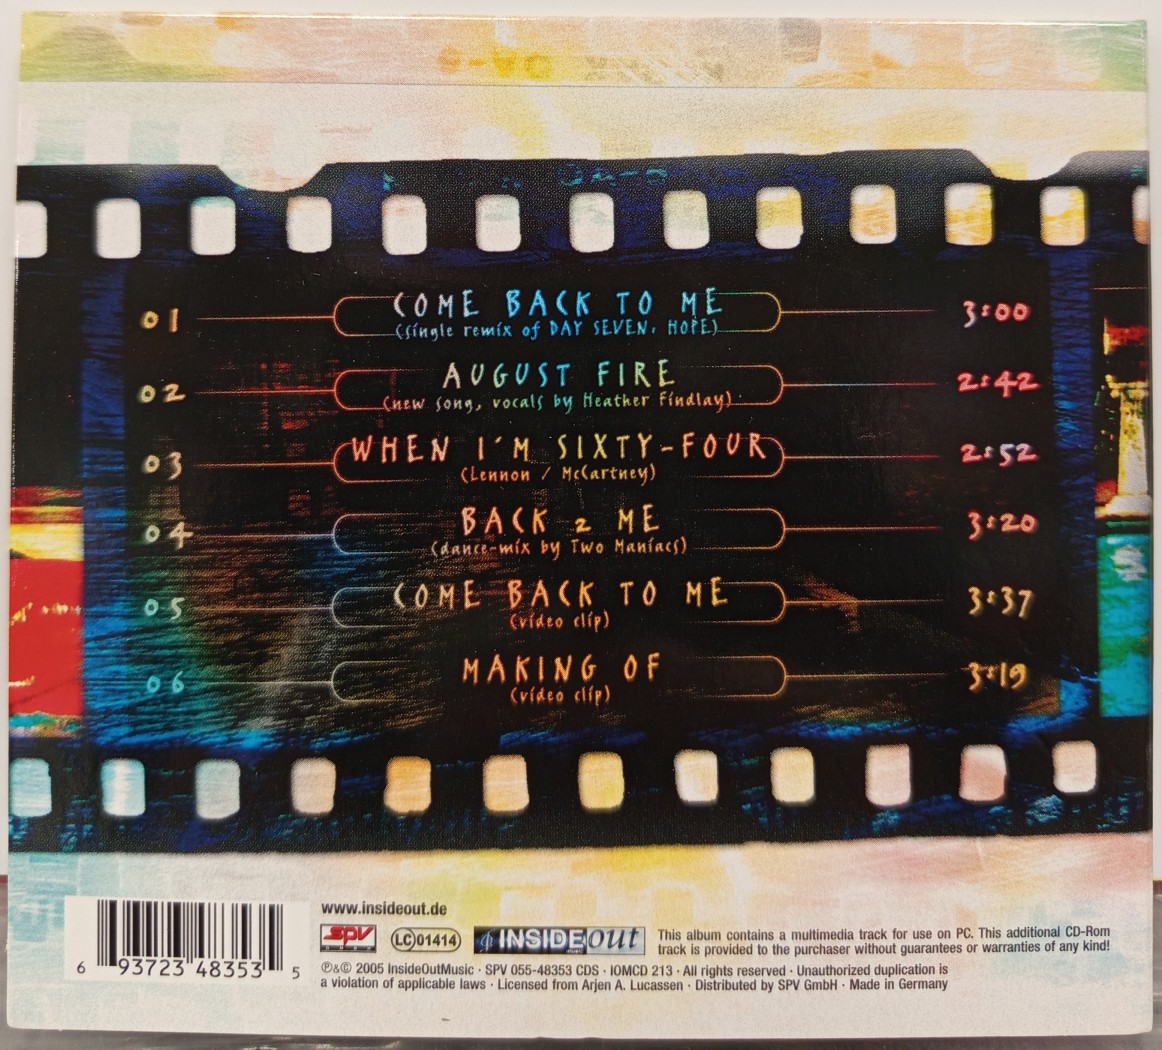 01 COME BACK TO ME 3:00
(single remix of DAY SEVEN: HOPE)
02 AUGUST FIRE 2:42
(new song, vocals by Heather Findlay)
03 WHEN I'M SIXTY-FOUR 2:52
(Lennon / McCartney)
04 BACK 2 ME 3:20
(dance-mix by Two Maniacs)
05 COME BACK TO ME 3:37
(video clip)
06 MAKING OF 3:19
(video clip)
www.insideout.de
spv LC 01414 INSIDEout
This album contains a multimedia track for use on PC. This additional CD-Rom
track is provided to the purchaser without guarantees or warranties of any kind!
6 93723 48353 5
℗&© 2005 InsideOutMusic · SPV 055-48353 CDS · IOMCD 213 · All rights reserved · Unauthorized duplication is
a violation of applicable laws · Licensed from Arjen A. Lucassen · Distributed by SPV GmbH · Made in Germany